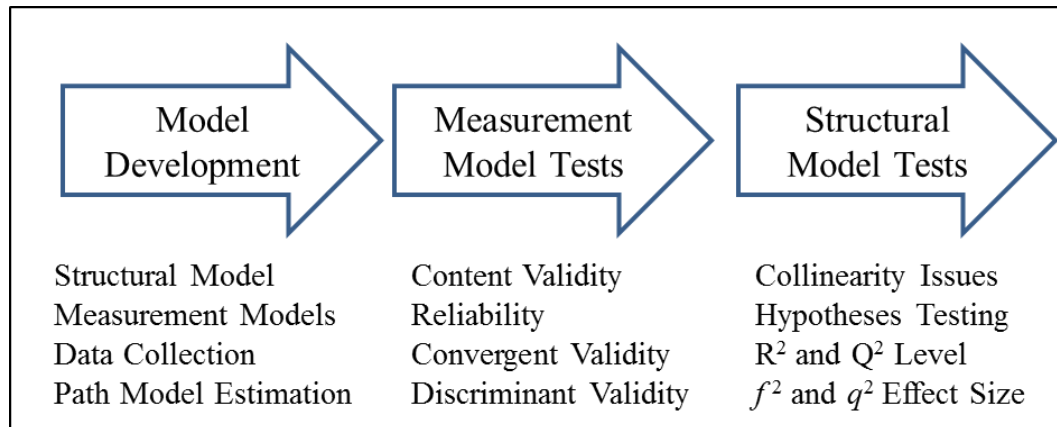 Model
Development
Measurement
Model Tests
Structural
Model Tests
Structural Model
Measurement Models
Data Collection
Path Model Estimation
Content Validity
Reliability
Convergent Validity
Discriminant Validity
Collinearity Issues
Hypotheses Testing
R² and Q² Level
f² and q² Effect Size